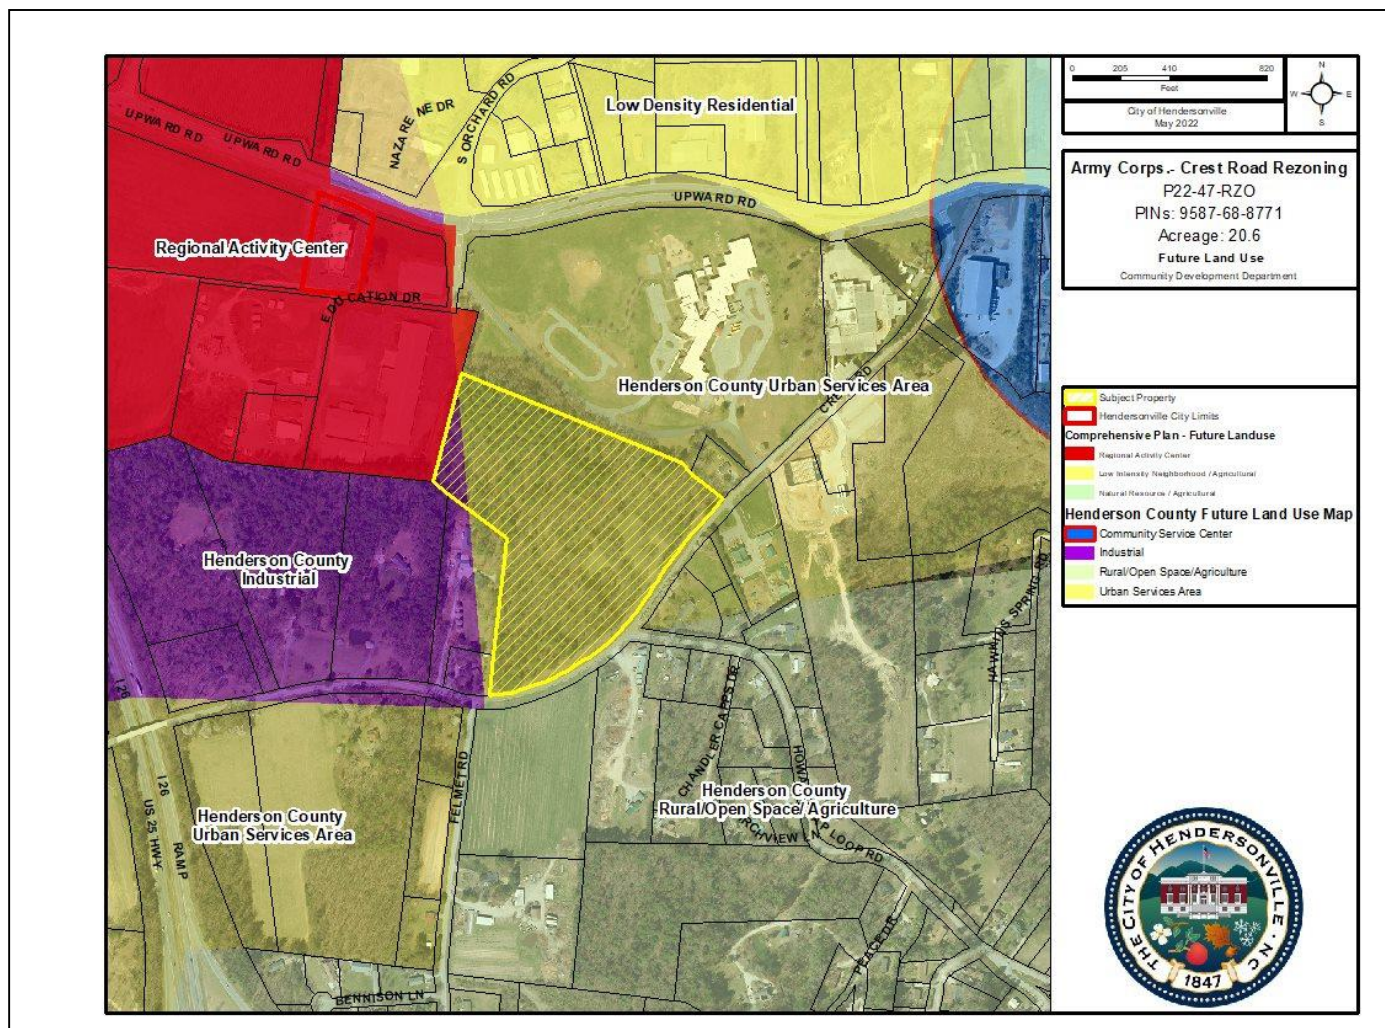 UPWARD RD
UPWARD RD
NAZARENE DR
S ORCHARD RD
Low Density Residential
UPWARD RD
Regional Activity Center
EDUCATION DR
Henderson County Urban Services Area
CREST RD
Henderson County
Industrial
HAWKINS SPRING RD
I 26
I 26
US 25 HWY
RAMP
Henderson County
Urban Services Area
FELMET RD
CHANDLER CAPPS DR
Henderson County
Rural/Open Space/ Agriculture
LOOP RD
PEACE DR
BENNISON LN
0 205 410 820
Feet
N
W E
S
City of Hendersonville
May 2022
Army Corps.- Crest Road Rezoning
P22-47-RZO
PINs: 9587-68-8771
Acreage: 20.6
Future Land Use
Community Development Department
Subject Property
Hendersonville City Limits
Comprehensive Plan - Future Landuse
Regional Activity Center
Low Intensity Neighborhood / Agricultural
Natural Resource / Agricultural
Henderson County Future Land Use Map
Community Service Center
Industrial
Rural/Open Space/Agriculture
Urban Services Area
THE CITY OF HENDERSONVILLE, NC
1847